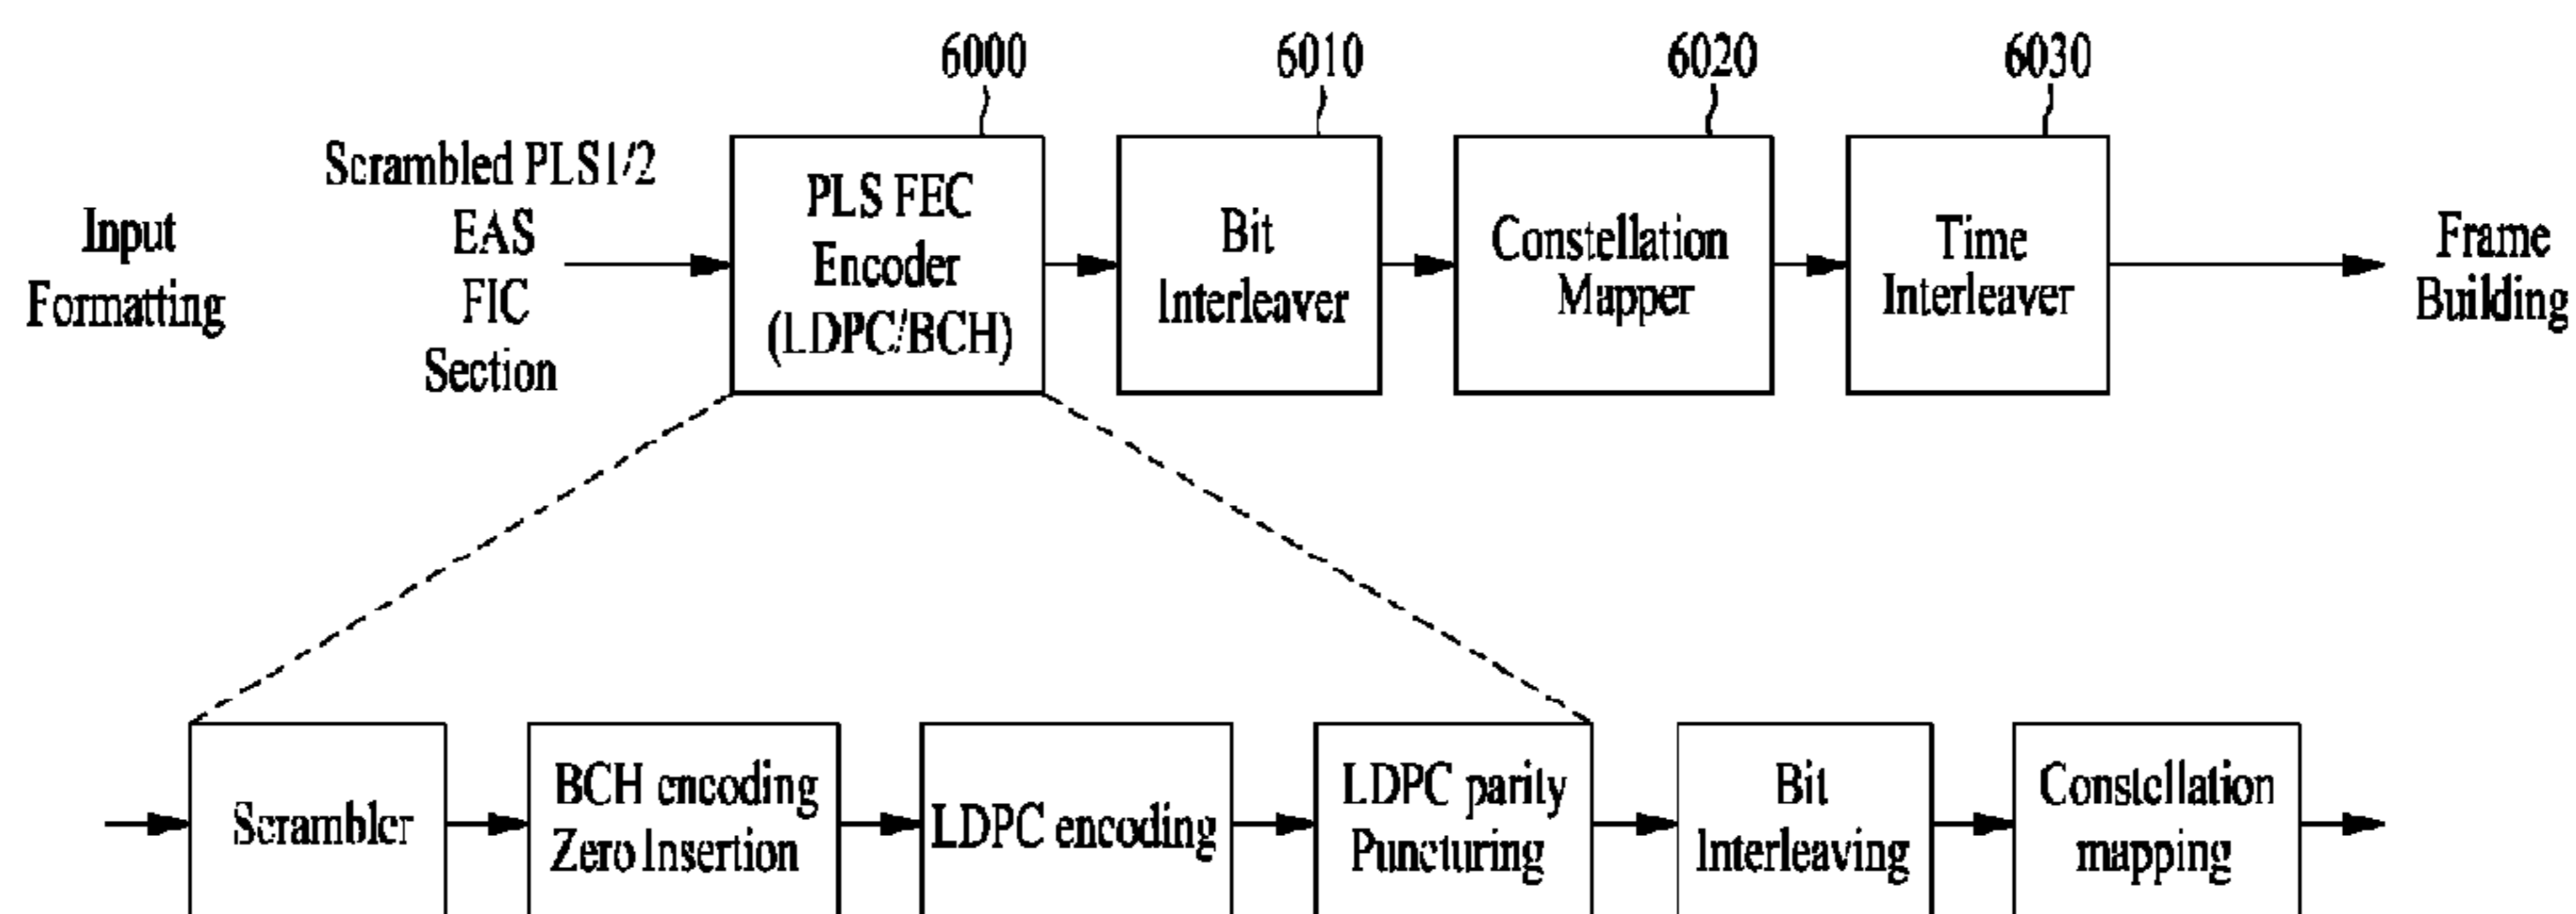 6000
6010
6020
6030
Input
Formatting
Scrambled PLS1/2
EAS
FIC
Section
PLS FEC
Encoder
(LDPC/BCH)
Bit
Interleaver
Constellation
Mapper
Time
Interleaver
Frame
Building
Scrambler
BCH encoding
Zero Insertion
LDPC encoding
LDPC parity
Puncturing
Bit
Interleaving
Constellation
mapping